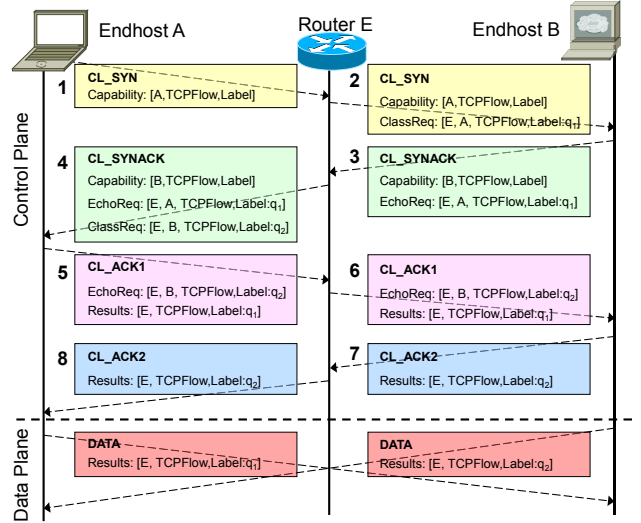 Endhost A
Router E
Endhost B
Control Plane
1
CL_SYN
Capability: [A,TCPFlow,Label]
2
CL_SYN
Capability: [A,TCPFlow,Label]
ClassReq: [E, A, TCPFlow,Label:q1]
4
CL_SYNACK
Capability: [B,TCPFlow,Label]
EchoReq: [E, A, TCPFlow,Label:q1]
ClassReq: [E, B, TCPFlow,Label:q2]
3
CL_SYNACK
Capability: [B,TCPFlow,Label]
EchoReq: [E, A, TCPFlow,Label:q1]
5
CL_ACK1
EchoReq: [E, B, TCPFlow,Label:q2]
Results: [E, TCPFlow,Label:q1]
6
CL_ACK1
EchoReq: [E, B, TCPFlow,Label:q2]
Results: [E, TCPFlow,Label:q1]
8
CL_ACK2
Results: [E, TCPFlow,Label:q2]
7
CL_ACK2
Results: [E, TCPFlow,Label:q2]
Data Plane
DATA
Results: [E, TCPFlow,Label:q1]
DATA
Results: [E, TCPFlow,Label:q2]